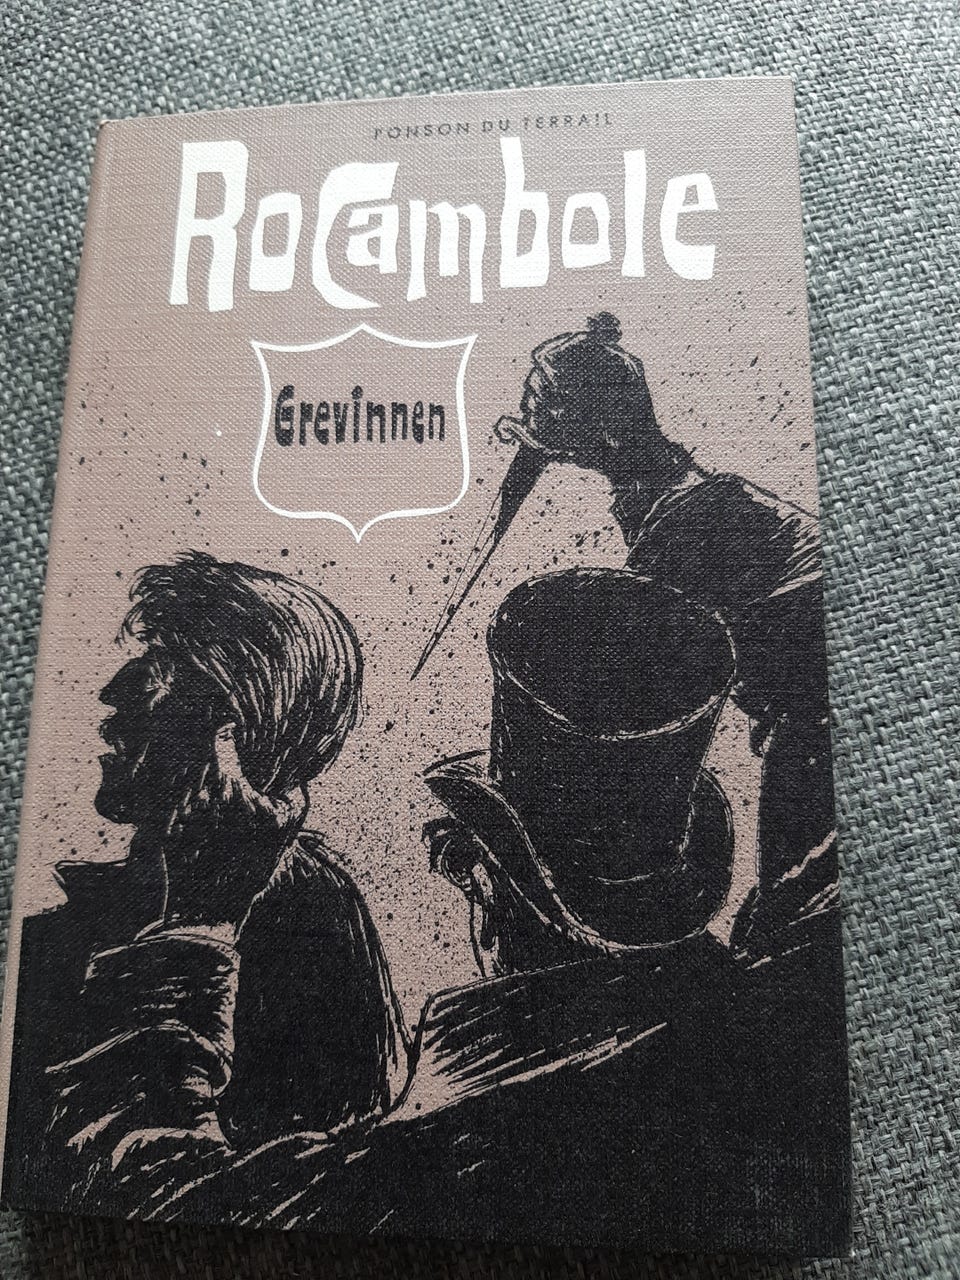 PONSON DU TERRAIL
Rocambole
Grevinnen